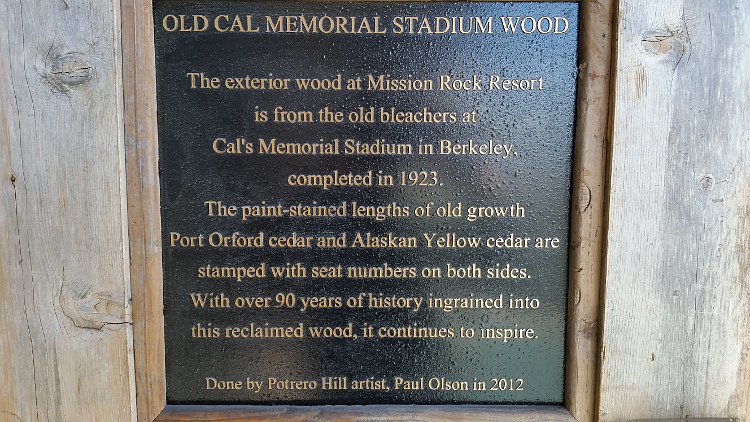 OLD CAL MEMORIAL STADIUM WOOD
The exterior wood at Mission Rock Resort
is from the old bleachers at
Cal's Memorial Stadium in Berkeley,
completed in 1923.
The paint-stained lengths of old growth
Port Orford cedar and Alaskan Yellow cedar are
stamped with seat numbers on both sides.
With over 90 years of history ingrained into
this reclaimed wood, it continues to inspire.
Done by Potrero Hill artist, Paul Olson in 2012